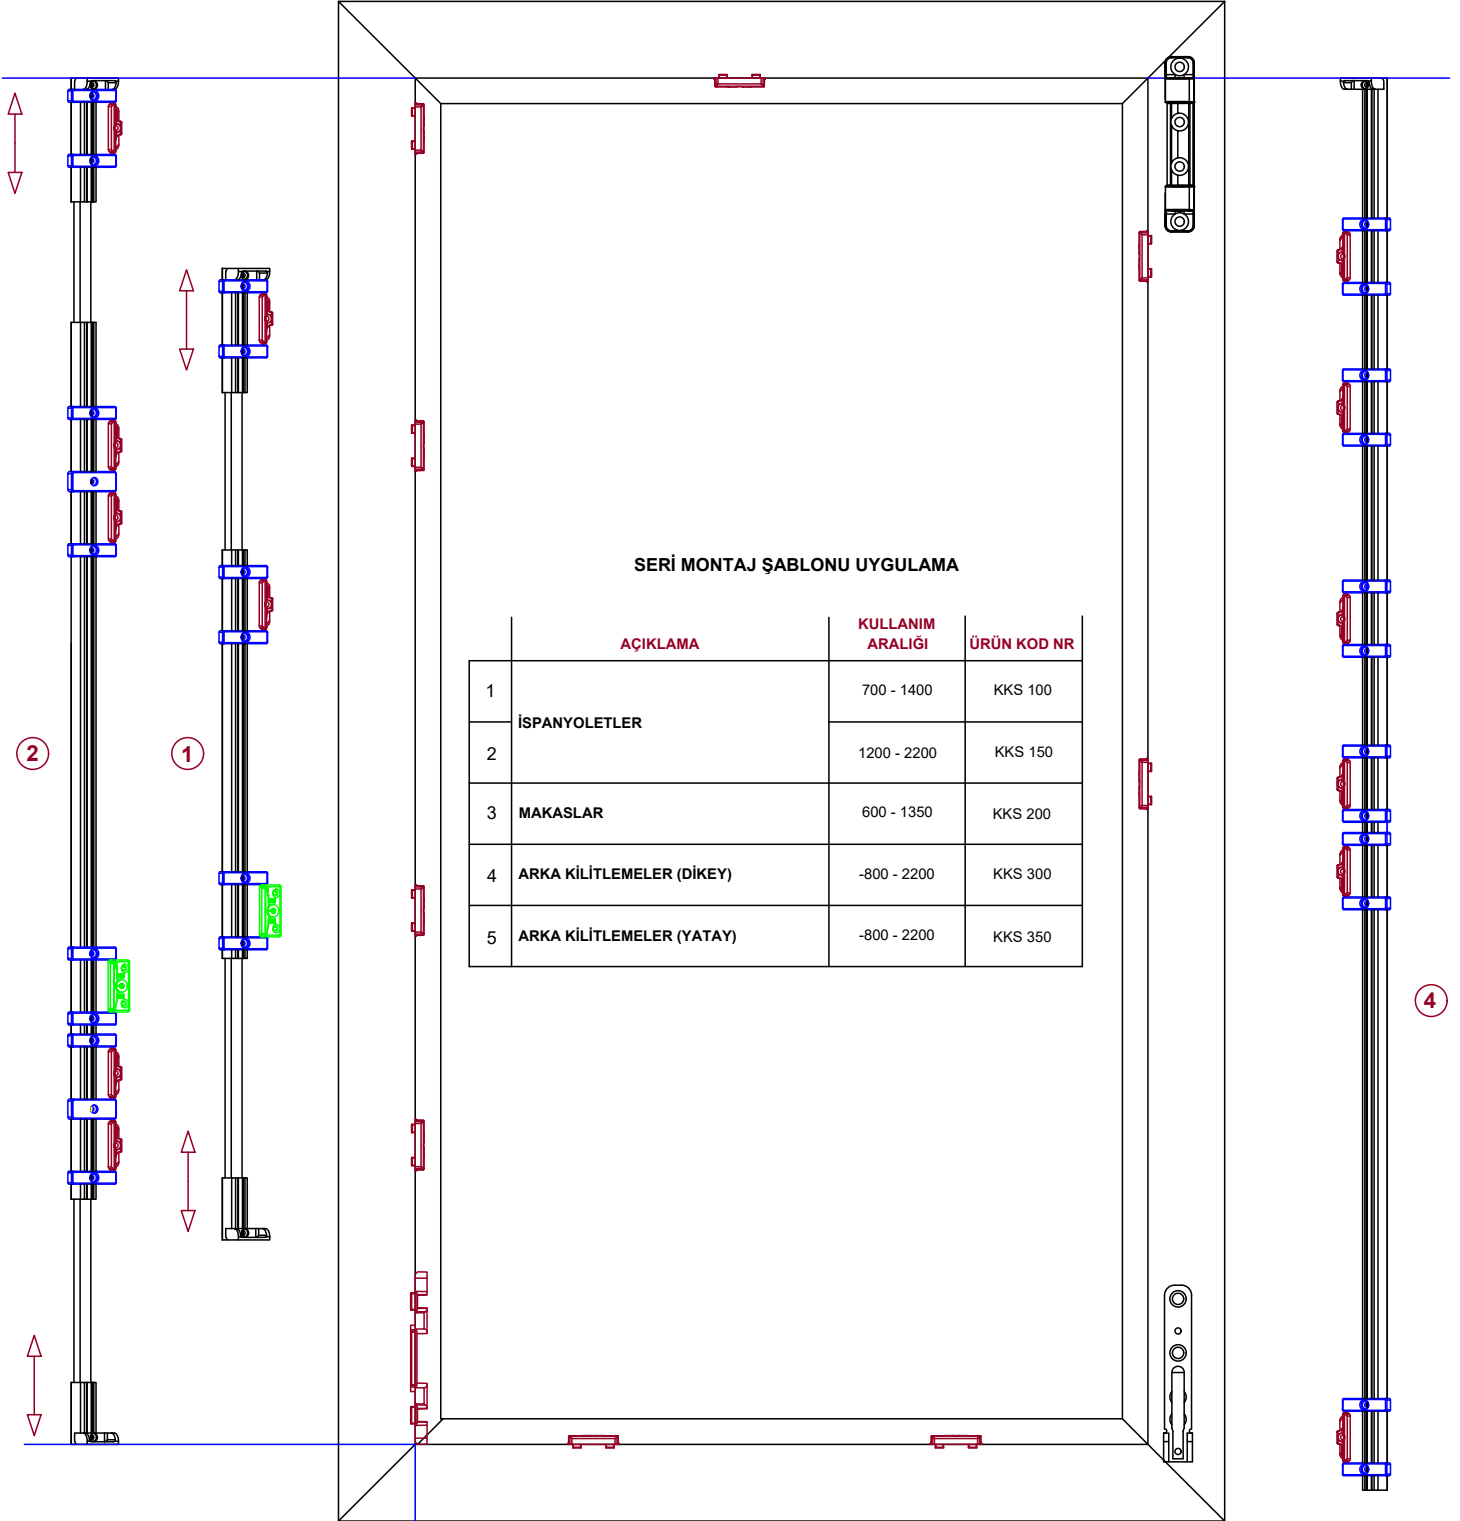 SERİ MONTAJ ŞABLONU UYGULAMA
AÇIKLAMA
KULLANIM
ARALIĞI
ÜRÜN KOD NR
1
İSPANYOLETLER
700 - 1400
KKS 100
2
1200 - 2200
KKS 150
3
MAKASLAR
600 - 1350
KKS 200
4
ARKA KİLİTLEMELER (DİKEY)
-800 - 2200
KKS 300
5
ARKA KİLİTLEMELER (YATAY)
-800 - 2200
KKS 350
2
1
4